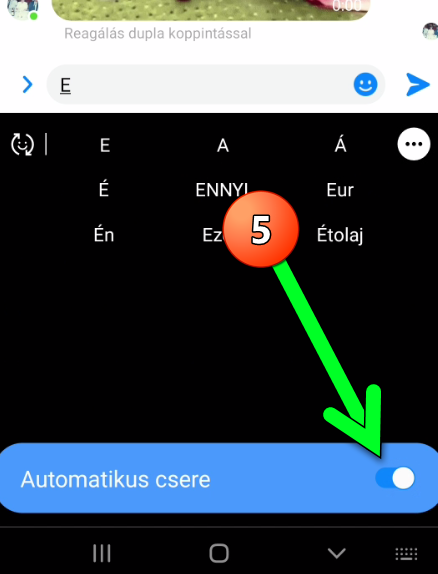 0:00
Reagálás dupla koppintással
E
E A Á
É ENNYI Eur
Én Ez Étolaj
5
Automatikus csere